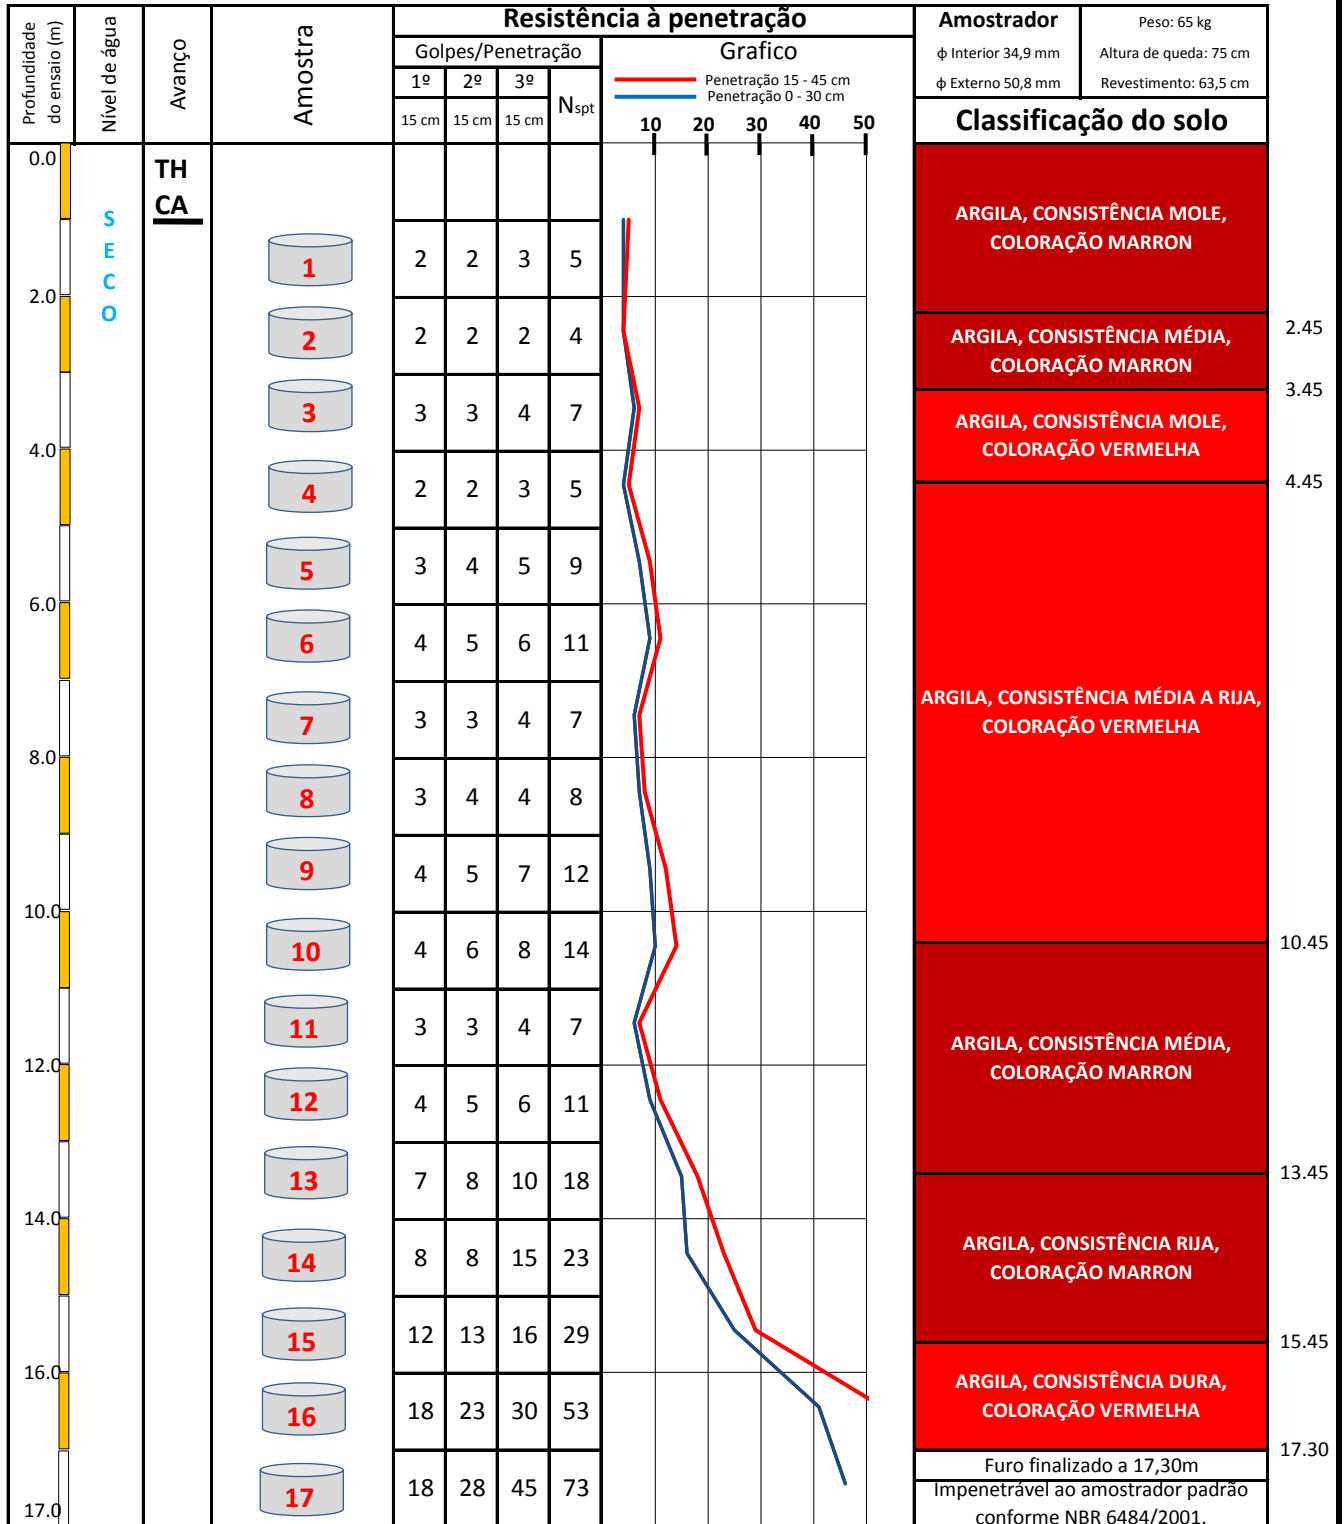 Profundidade
do ensaio (m)
Nível de água
Avanço
Amostra
Resistência à penetração
Golpes/Penetração
1º 2º 3º
15 cm 15 cm 15 cm
Nspt
Grafico
Penetração 15 - 45 cm
Penetração 0 - 30 cm
10 20 30 40 50
Amostrador
ϕ Interior 34,9 mm
ϕ Externo 50,8 mm
Peso: 65 kg
Altura de queda: 75 cm
Revestimento: 63,5 cm
Classificação do solo
0.0
2.0
4.0
6.0
8.0
10.0
12.0
14.0
16.0
17.0
S
E
C
O
TH
CA
1 2 2 3 5
2 2 2 2 4
3 3 3 4 7
4 2 2 3 5
5 3 4 5 9
6 4 5 6 11
7 3 3 4 7
8 3 4 4 8
9 4 5 7 12
10 4 6 8 14
11 3 3 4 7
12 4 5 6 11
13 7 8 10 18
14 8 8 15 23
15 12 13 16 29
16 18 23 30 53
17 18 28 45 73
ARGILA, CONSISTÊNCIA MOLE,
COLORAÇÃO MARRON
2.45
ARGILA, CONSISTÊNCIA MÉDIA,
COLORAÇÃO MARRON
3.45
ARGILA, CONSISTÊNCIA MOLE,
COLORAÇÃO VERMELHA
4.45
ARGILA, CONSISTÊNCIA MÉDIA A RIJA,
COLORAÇÃO VERMELHA
10.45
ARGILA, CONSISTÊNCIA MÉDIA,
COLORAÇÃO MARRON
13.45
ARGILA, CONSISTÊNCIA RIJA,
COLORAÇÃO MARRON
15.45
ARGILA, CONSISTÊNCIA DURA,
COLORAÇÃO VERMELHA
17.30
Furo finalizado a 17,30m
Impenetrável ao amostrador padrão
conforme NBR 6484/2001.